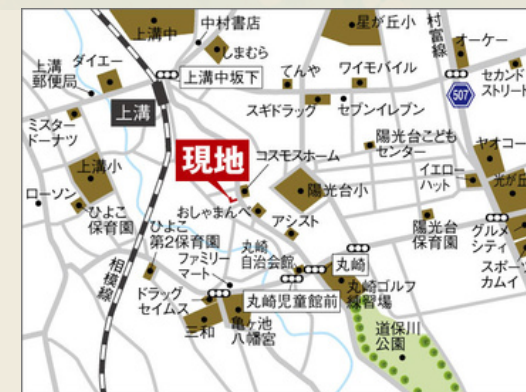 上溝中
中村書店
しまむら
星が丘小
村富線
オーケー
上溝
郵便局
ダイエー
上溝中坂下
てんや
ワイモバイル
セカンド
ストリート
507
スギドラッグ
セブンイレブン
ミスター
ドーナツ
上溝
現地
コスモスホーム
陽光台こども
センター
ヤオコー
イエロー
ハット
光が丘
上溝小
陽光台小
ローソン
ひよこ
保育園
おしゃまんべ
アシスト
陽光台
保育園
グルメ
シティ
ひよこ
第2保育園
丸崎
自治会館
丸崎
スポーツ
カムイ
相模線
ファミリー
マート
ドラッグ
セイムス
丸崎児童館前
丸崎ゴルフ
練習場
三和
亀ヶ池
八幡宮
道保川
公園